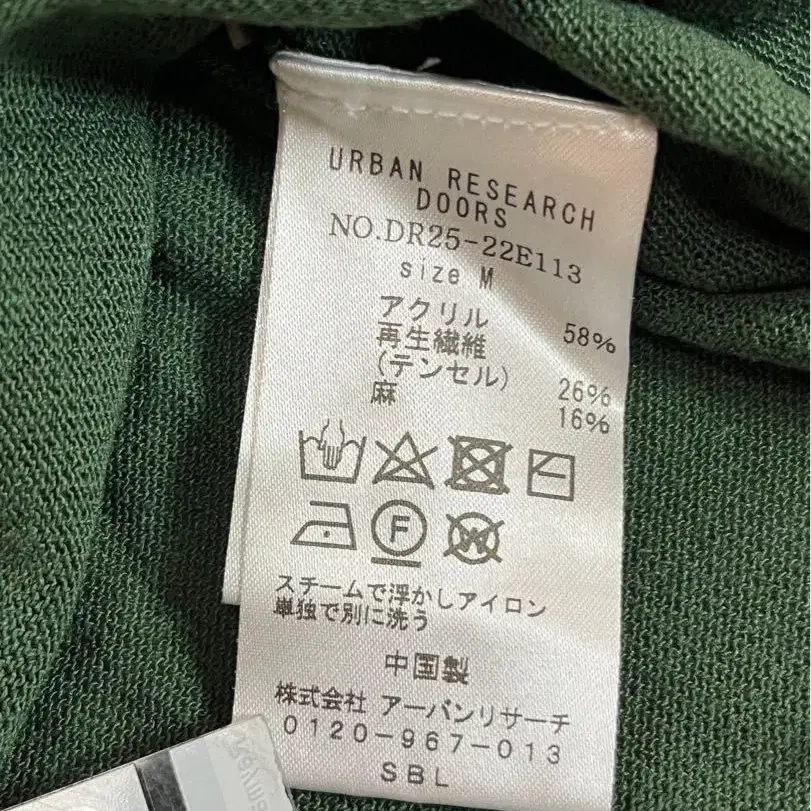 URBAN RESEARCH
DOORS
NO.DR25-22E113
size M
アクリル 58%
再生繊維
(テンセル) 26%
麻 16%
F
W
スチームで浮かしアイロン
単独で別に洗う
中国製
株式会社 アーバンリサーチ
0120-967-013
SBL